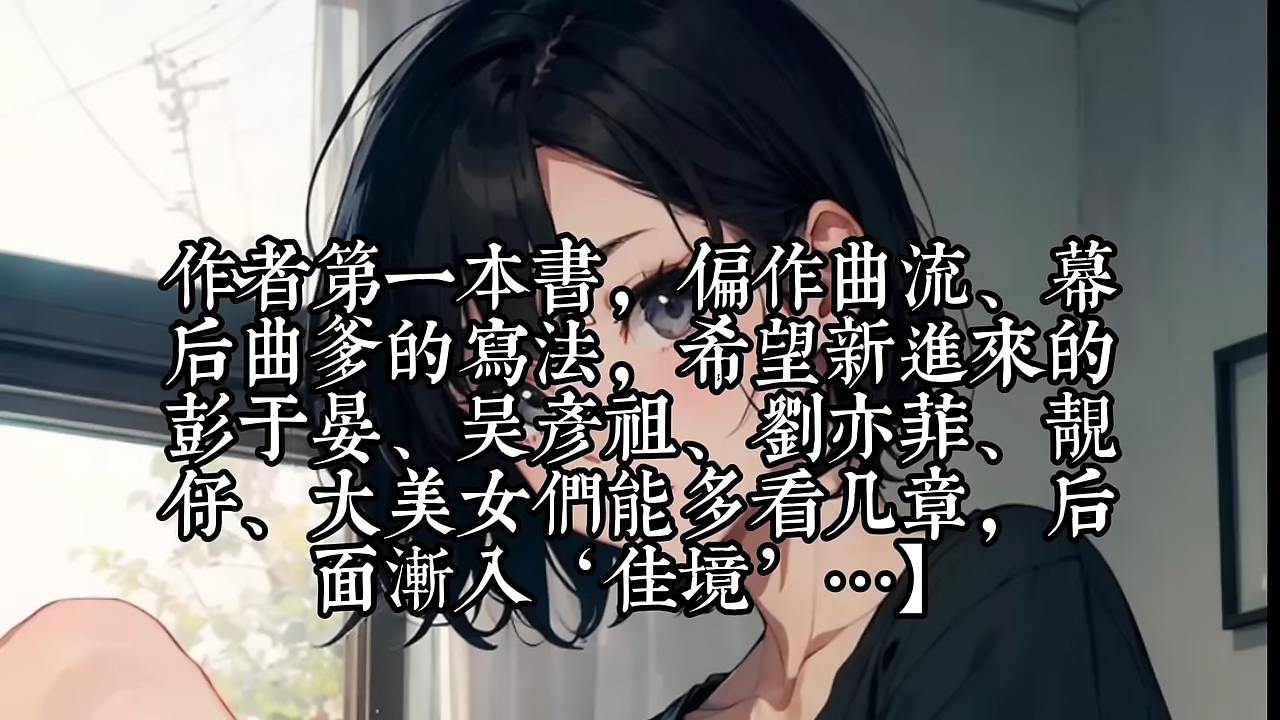 作者第一本書，偏作曲流、幕
后曲爹的寫法，希望新進來的
彭于晏、吴彦祖、劉亦菲、靚
仔、大美女們能多看几章，后
面漸入‘佳境’…】